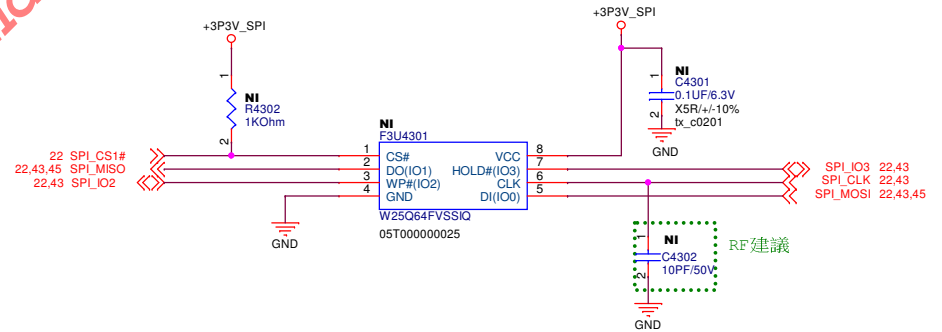 +3P3V_SPI
+3P3V_SPI
1
NI
R4302
1KOhm
2
1
NI
C4301
0.1UF/6.3V
X5R/+/-10%
tx_c0201
2
GND
NI
F3U4301
22 SPI_CS1#
22,43,45 SPI_MISO
22,43 SPI_IO2
1 CS#
2 DO(IO1)
3 WP#(IO2)
4 GND
VCC 8
HOLD#(IO3) 7
CLK 6
DI(IO0) 5
SPI_IO3 22,43
SPI_CLK 22,43
SPI_MOSI 22,43,45
W25Q64FVSSIQ
05T000000025
GND
1
NI
C4302
10PF/50V
2
RF建議
GND